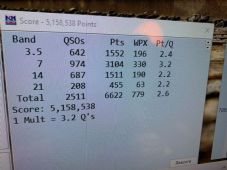 Score - 5,158,538 Points
Band QSOs Pts WPX Pt/Q
3.5 642 1552 196 2.4
7 974 3104 330 3.2
14 687 1511 190 2.2
21 208 455 63 2.2
Total 2511 6622 779 2.6
Score: 5,158,538
1 Mult = 3.2 Q's